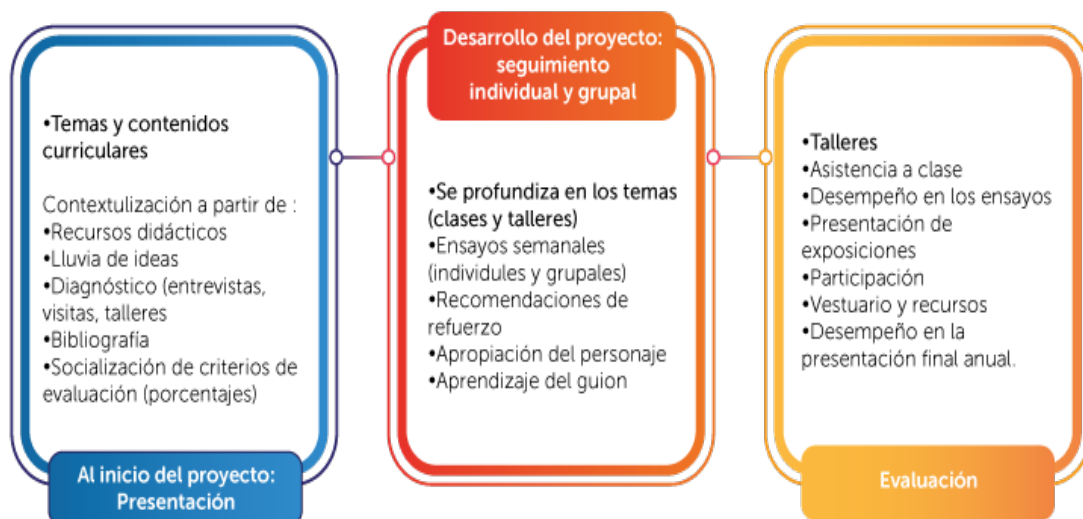 •Temas y contenidos
curriculares
Contextulización a partir de :
•Recursos didácticos
•Lluvia de ideas
•Diagnóstico (entrevistas,
visitas, talleres
•Bibliografía
•Socialización de criterios de
evaluación (porcentajes)
Al inicio del proyecto:
Presentación
Desarrollo del proyecto:
seguimiento
individual y grupal
•Se profundiza en los temas
(clases y talleres)
•Ensayos semanales
(individules y grupales)
•Recomendaciones de
refuerzo
•Apropiación del personaje
•Aprendizaje del guion
•Talleres
•Asistencia a clase
•Desempeño en los ensayos
•Presentación de
exposiciones
•Participación
•Vestuario y recursos
•Desempeño en la
presentación final anual.
Evaluación